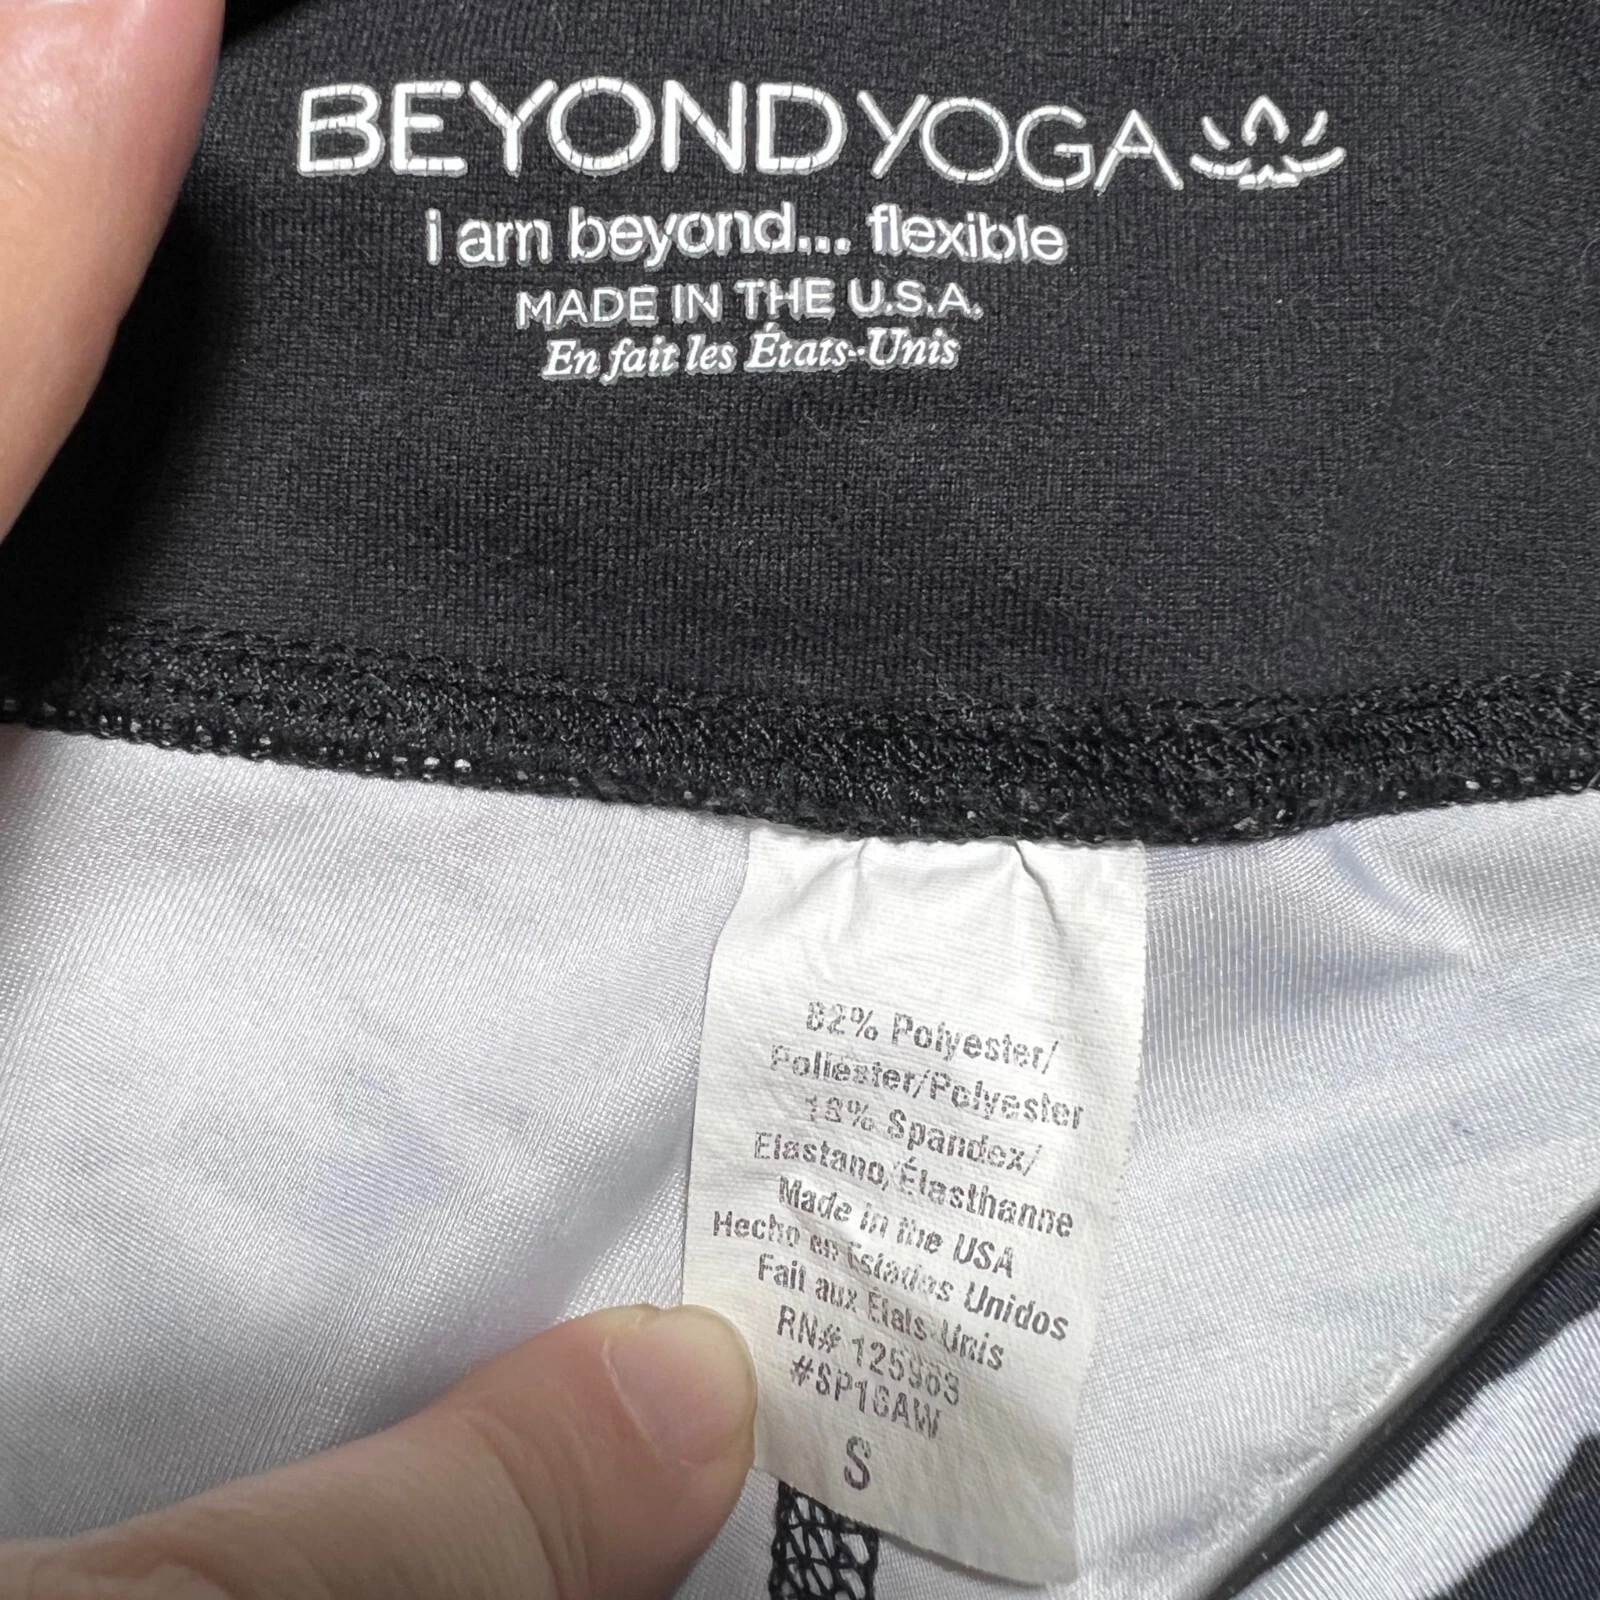 BEYOND YOGA
i am beyond... flexible
MADE IN THE U.S.A.
En fait les États-Unis
82% Polyester/
Poliester/Polyester
18% Spandex/
Elastano/Élasthanne
Made in the USA
Hecho en Estados Unidos
Fait aux États-Unis
RN# 125963
#SP16AW
S